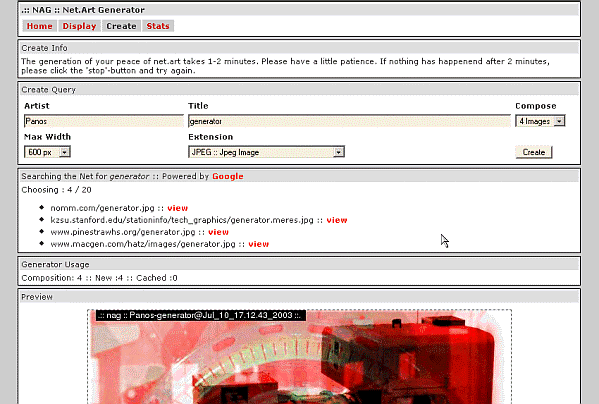 .:: NAG :: Net.Art Generator
Home Display Create Stats
Create Info
The generation of your peace of net.art takes 1-2 minutes. Please have a little patience. If nothing has happenend after 2 minutes,
please click the 'stop'-button and try again.
Create Query
Artist Title Compose
Panos generator 4 Images
Max Width Extension
600 px JPEG :: Jpeg Image Create
Searching the Net for generator :: Powered by Google
Choosing : 4 / 20
nomm.com/generator.jpg :: view
kzsu.stanford.edu/stationinfo/tech_graphics/generator.meres.jpg :: view
www.pinestrawhs.org/generator.jpg :: view
www.macgen.com/hatz/images/generator.jpg :: view
Generator Usage
Composition: 4 :: New :4 :: Cached :0
Preview
.:: nag :: Panos-generator@Jul_10_17.12.43_2003 ::.